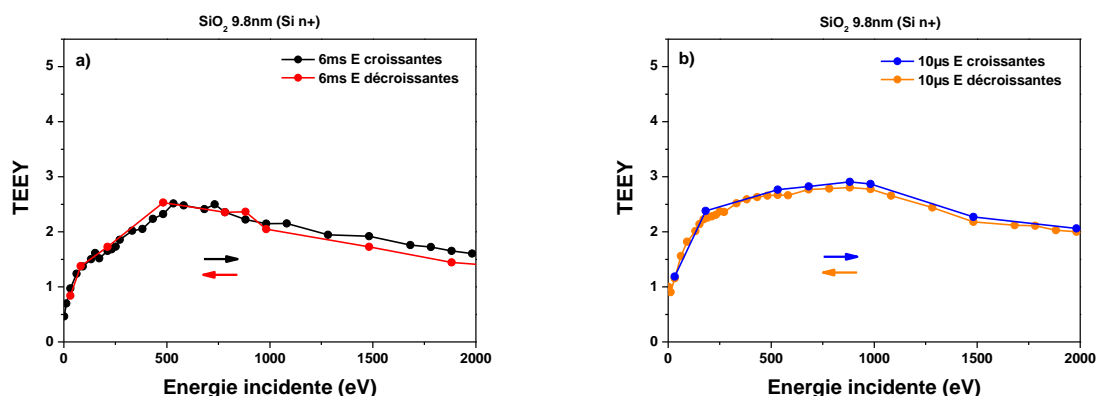 SiO2 9.8nm (Si n+)
a)
6ms E croissantes
6ms E décroissantes
5
4
3
2
1
0
TEEY
0 500 1000 1500 2000
Energie incidente (eV)
SiO2 9.8nm (Si n+)
b)
10µs E croissantes
10µs E décroissantes
5
4
3
2
1
0
TEEY
0 500 1000 1500 2000
Energie incidente (eV)